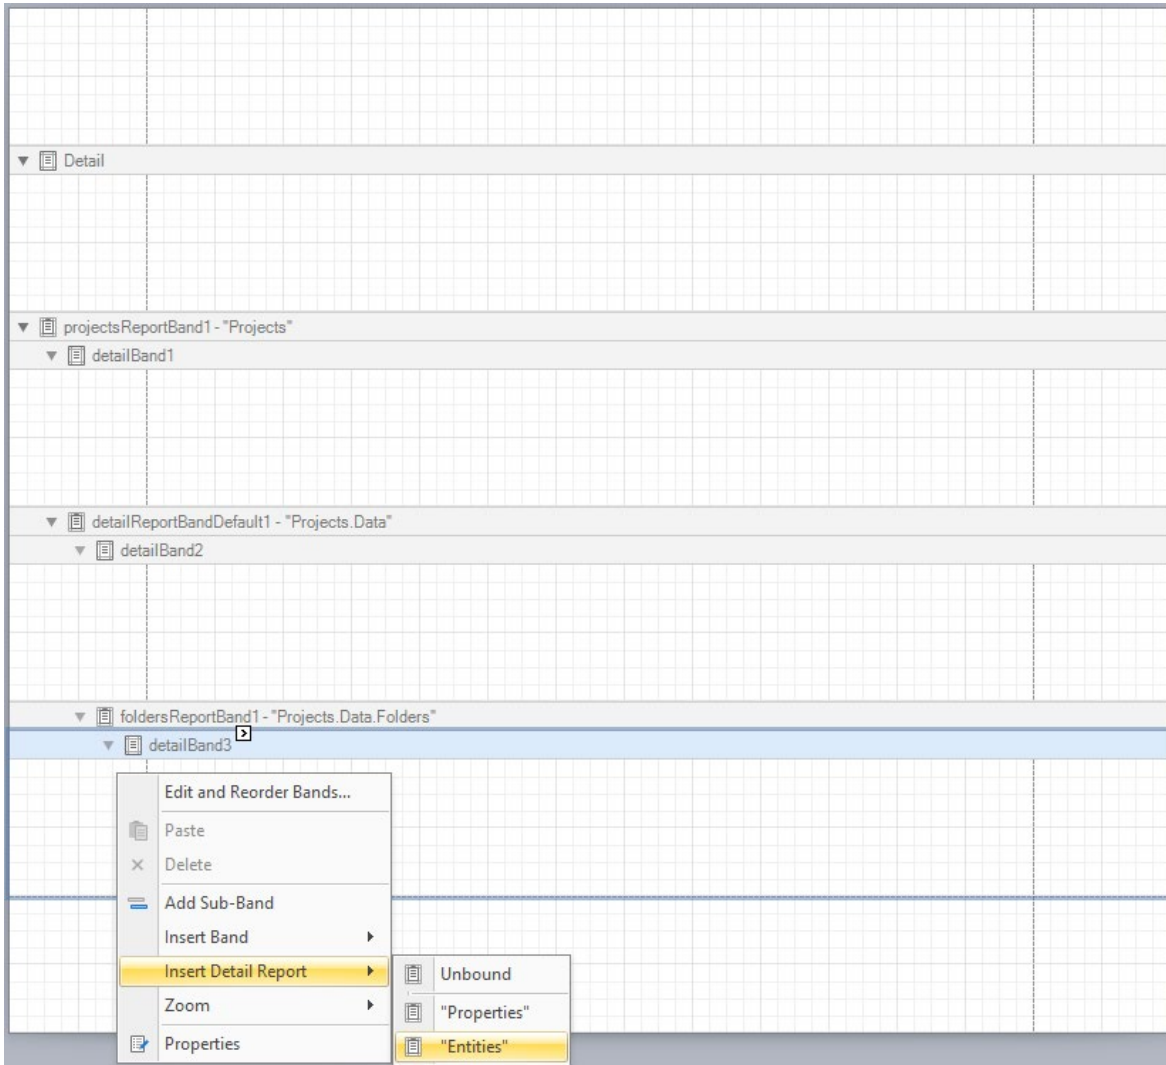 Detail
projectsReportBand1 - "Projects"
detailBand1
detailReportBandDefault1 - "Projects.Data"
detailBand2
foldersReportBand1 - "Projects.Data.Folders"
detailBand3
Edit and Reorder Bands...
Paste
Delete
Add Sub-Band
Insert Band
Insert Detail Report
Zoom
Properties
Unbound
"Properties"
"Entities"